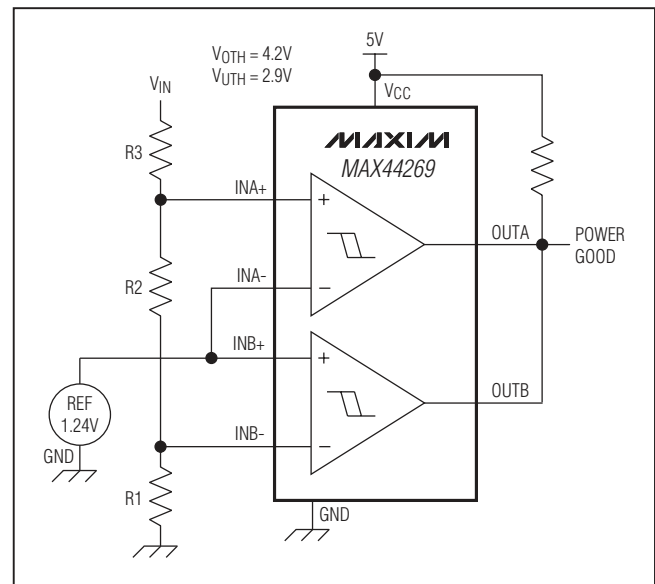 VOTH = 4.2V
VUTH = 2.9V
5V
VIN
VCC
MAXIM
MAX44269
R3
INA+
+
OUTA
POWER
GOOD
R2
INA-
−
INB+
+
REF
1.24V
OUTB
GND
INB-
−
R1
GND